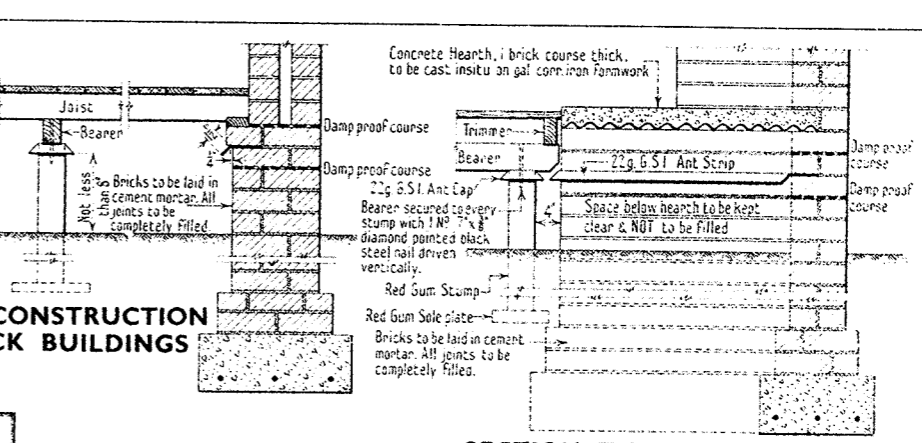 Concrete Hearth, 1 brick course thick,
to be cast insitu on gal corr. iron formwork
Joist
Bearer
Damp proof course
Trimmer
Bearer
22g. G.S.I. Ant Strip
Damp proof
course
Damp proof course
Damp proof
course
Not less
than 8"
Bricks to be laid in
cement mortar. All
joints to be
completely filled.
22g G.S.I. Ant Cap
Bearer secured to every
stump with 1 No
diamond pointed black
steel nail driven
vertically.
4"
Space below hearth to be kept
clear & NOT to be filled
Red Gum Stump
Red Gum Sole plate
Bricks to be laid in cement
mortar. All joints to be
completely filled.
CONSTRUCTION
CK BUILDINGS